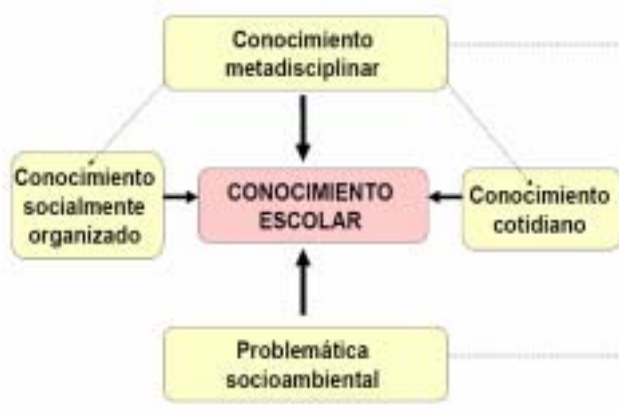 Conocimiento
metadisciplinar
Conocimiento
socialmente
organizado
CONOCIMIENTO
ESCOLAR
Conocimiento
cotidiano
Problemática
socioambiental